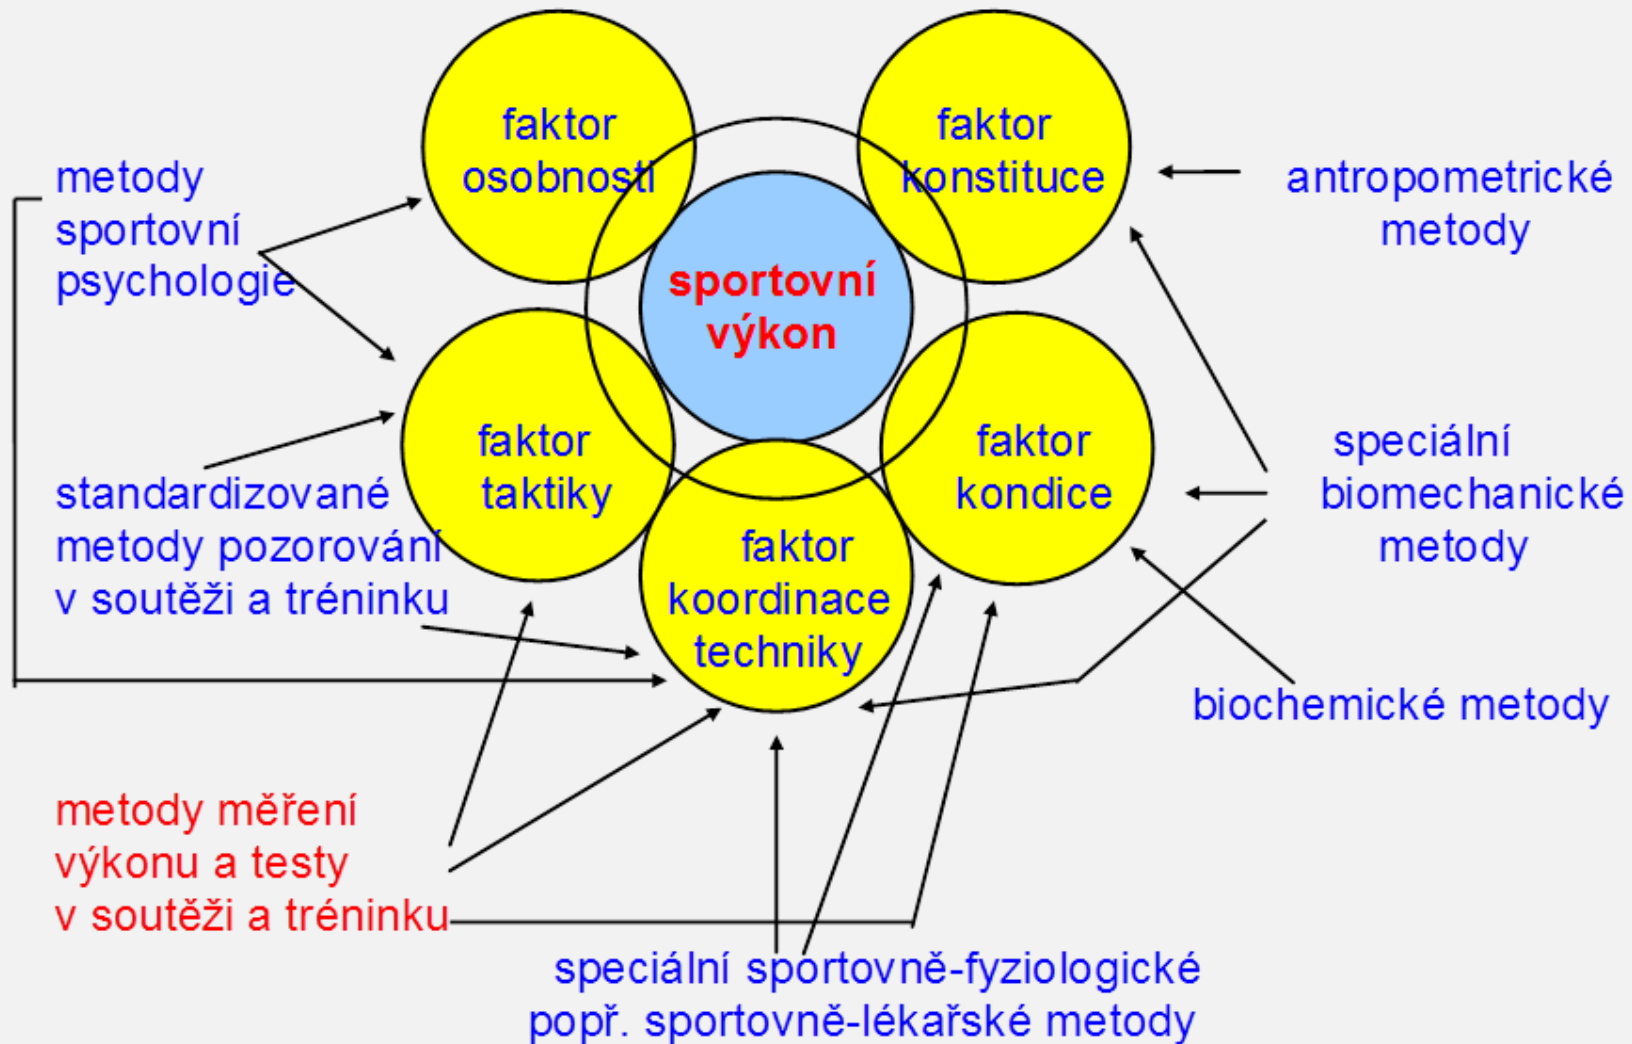 faktor
osobnosti
faktor
konstituce
metody
sportovní
psychologie
antropometrické
metody
sportovní
výkon
faktor
taktiky
faktor
kondice
speciální
biomechanické
metody
standardizované
metody pozorování
v soutěži a tréninku
faktor
koordinace
techniky
biochemické metody
metody měření
výkonu a testy
v soutěži a tréninku
speciální sportovně-fyziologické
popř. sportovně-lékařské metody